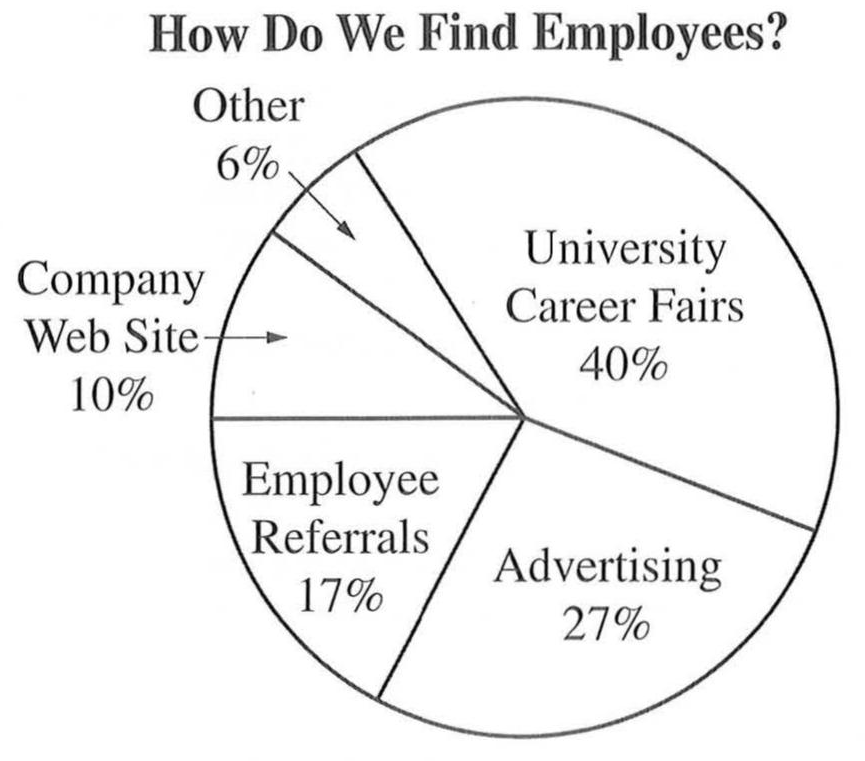 How Do We Find Employees?
Other
6%
University
Career Fairs
40%
Company
Web Site
10%
Employee
Referrals
17%
Advertising
27%